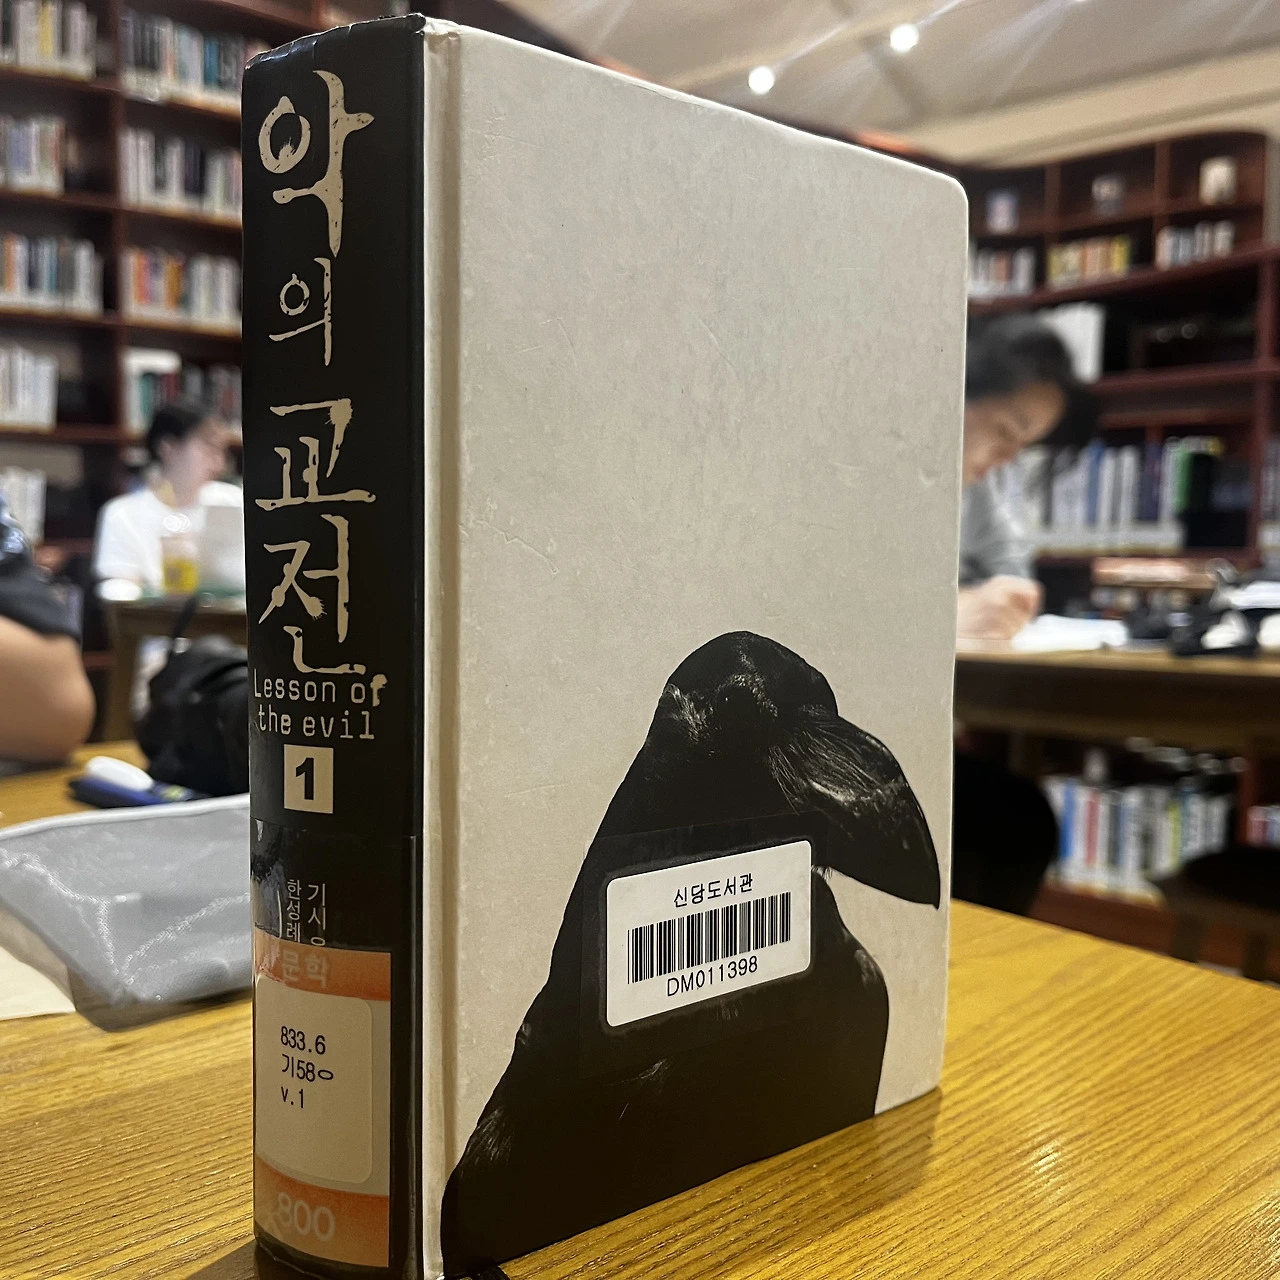 악의 교전
Lesson of
the evil
1
기시
한성례
문학
833.6
기58ㅇ
v.1
800
신당도서관
DM011398